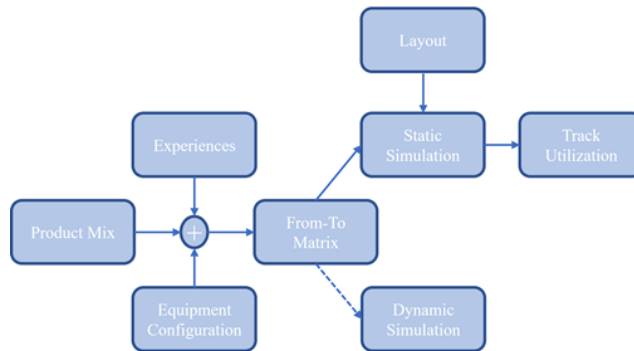 Layout
Experiences
Static
Simulation
Track
Utilization
Product Mix
+
From-To
Matrix
Equipment
Configuration
Dynamic
Simulation